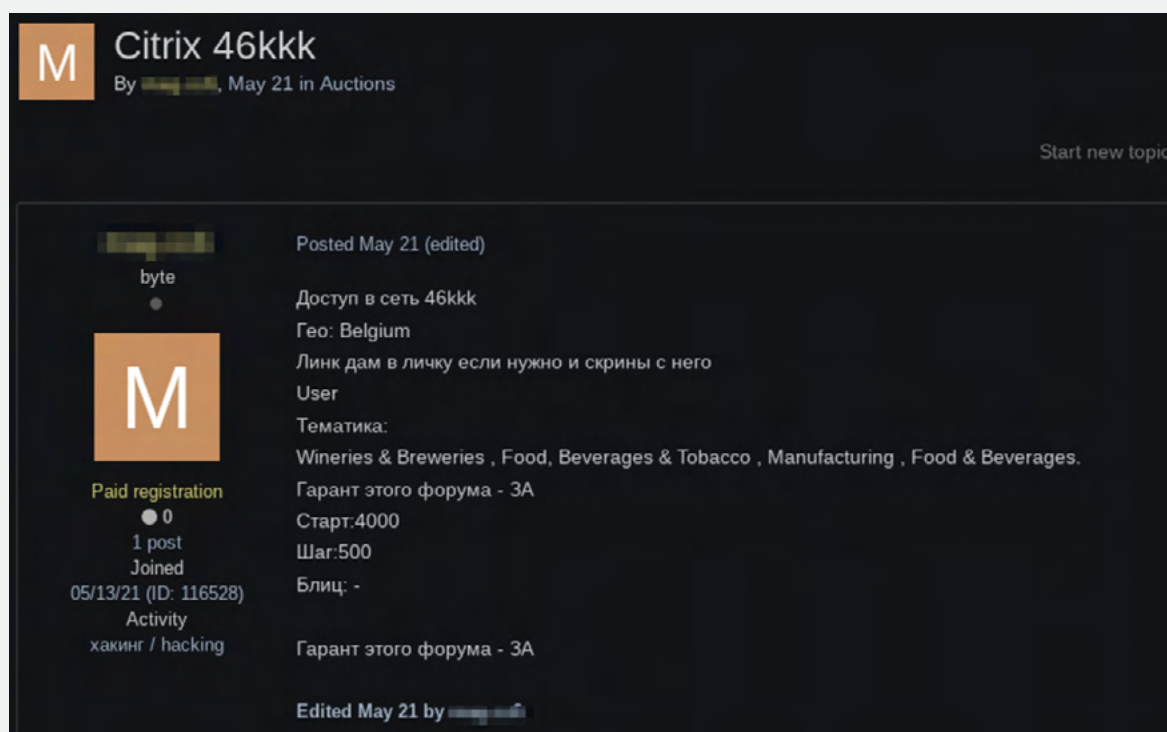 M
Citrix 46kkk
By , May 21 in Auctions
Start new topic
byte
M
Paid registration
0
1 post
Joined
05/13/21 (ID: 116528)
Activity
хакинг / hacking
Posted May 21 (edited)
Доступ в сеть 46kkk
Гео: Belgium
Линк дам в личку если нужно и скрины с него
User
Тематика:
Wineries & Breweries , Food, Beverages & Tobacco , Manufacturing , Food & Beverages.
Гарант этого форума - ЗА
Старт:4000
Шаг:500
Блиц: -
Гарант этого форума - ЗА
Edited May 21 by